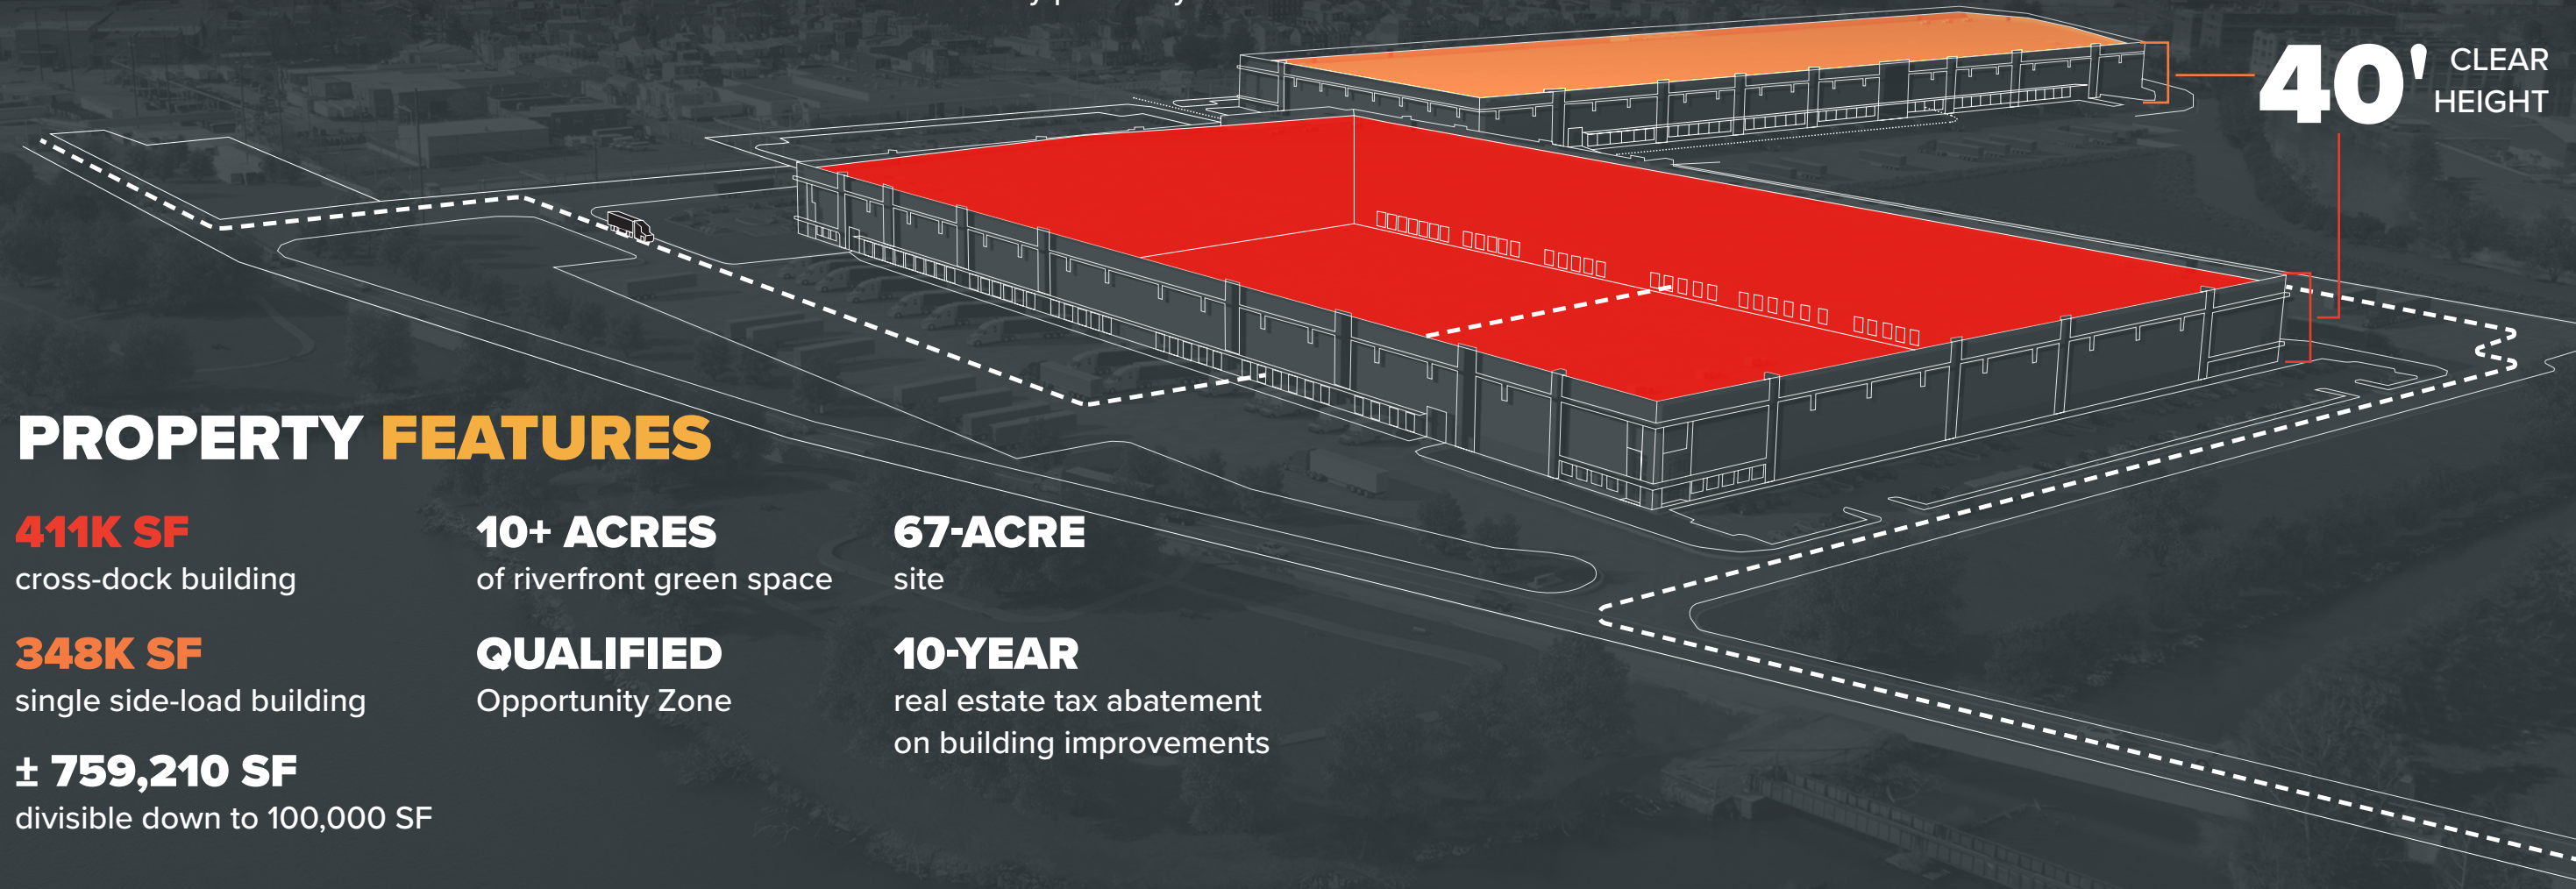 40' CLEAR
HEIGHT
PROPERTY FEATURES
411K SF
cross-dock building
348K SF
single side-load building
± 759,210 SF
divisible down to 100,000 SF
10+ ACRES
of riverfront green space
QUALIFIED
Opportunity Zone
67-ACRE
site
10-YEAR
real estate tax abatement
on building improvements